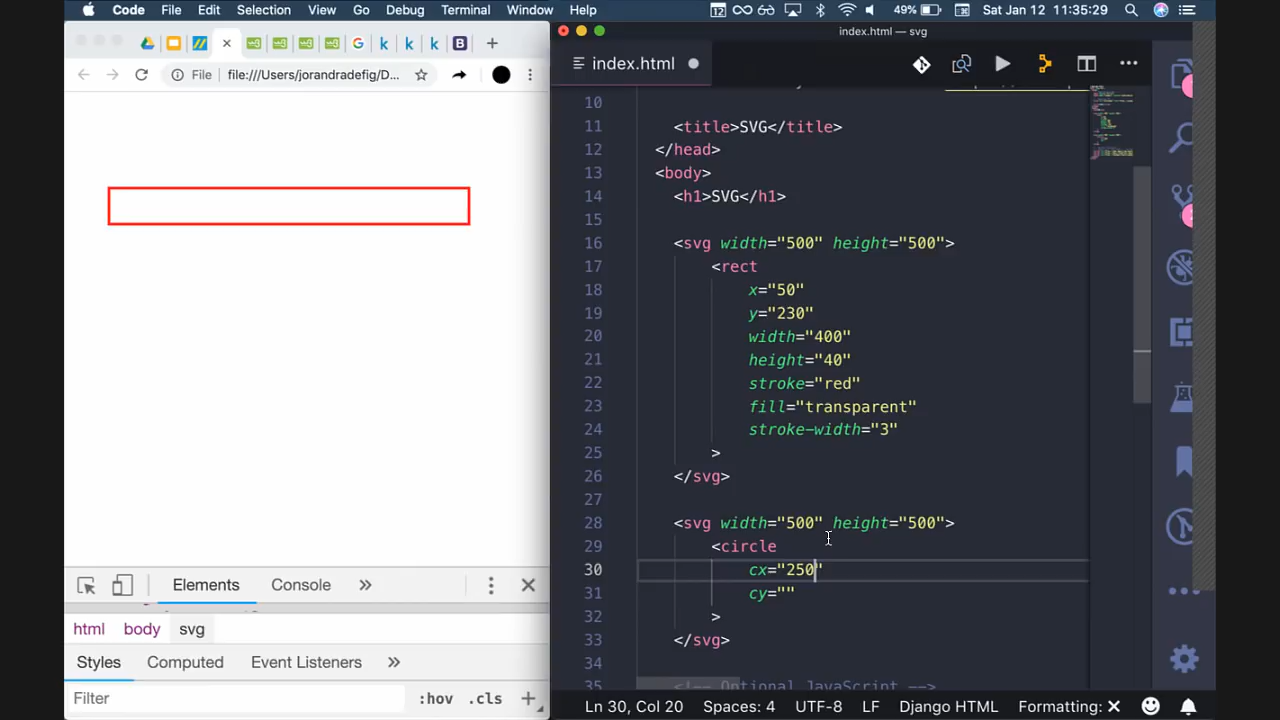 Code File Edit Selection View Go Debug Terminal Window Help 12 49% Sat Jan 12 11:35:29
index.html — svg
index.html
File file:///Users/jorandradefig/D...
10
11 <title>SVG</title>
12 </head>
13 <body>
14 <h1>SVG</h1>
15
16 <svg width="500" height="500">
17 <rect
18 x="50"
19 y="230"
20 width="400"
21 height="40"
22 stroke="red"
23 fill="transparent"
24 stroke-width="3"
25 >
26 </svg>
27
28 <svg width="500" height="500">
29 <circle
30 cx="250"
31 cy=""
32 >
33 </svg>
34
35 <!-- Optional JavaScript -->
Elements Console »
html body svg
Styles Computed Event Listeners »
Filter :hov .cls +
Ln 30, Col 20 Spaces: 4 UTF-8 LF Django HTML Formatting: ✕